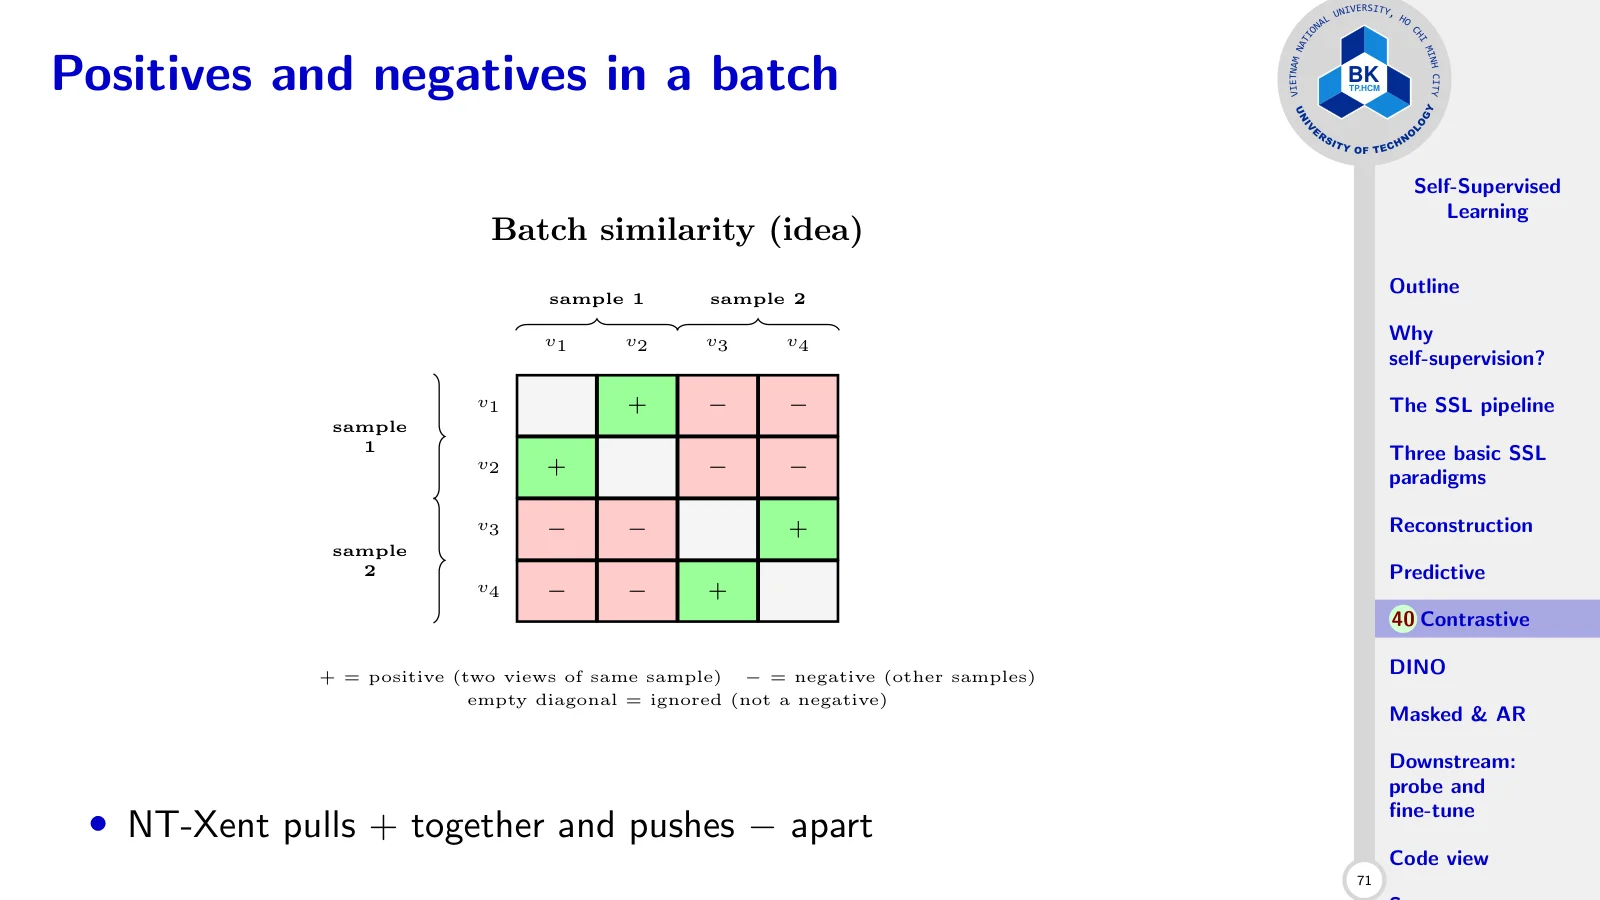 Positives and negatives in a batch
Batch similarity (idea)
sample 1 sample 2
v1 v2 v3 v4
sample
1
sample
2
v1 + − −
v2 + − −
v3 − − +
v4 − − +
+ = positive (two views of same sample) − = negative (other samples)
empty diagonal = ignored (not a negative)
• NT-Xent pulls + together and pushes − apart
VIETNAM NATIONAL UNIVERSITY, HO CHI MINH CITY
BK
TP.HCM
UNIVERSITY OF TECHNOLOGY
Self-Supervised
Learning
Outline
Why
self-supervision?
The SSL pipeline
Three basic SSL
paradigms
Reconstruction
Predictive
40 Contrastive
DINO
Masked & AR
Downstream:
probe and
fine-tune
Code view
71